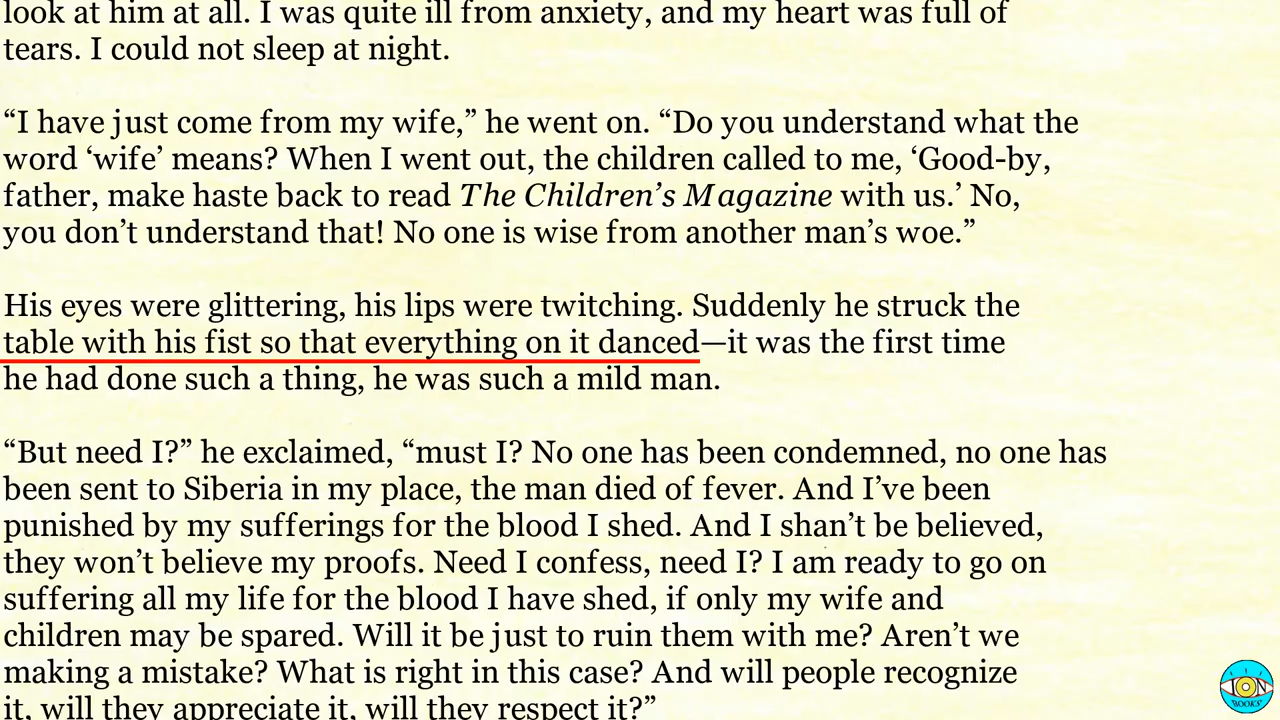 look at him at all. I was quite ill from anxiety, and my heart was full of
tears. I could not sleep at night.
“I have just come from my wife,” he went on. “Do you understand what the
word ‘wife’ means? When I went out, the children called to me, ‘Good-by,
father, make haste back to read The Children’s Magazine with us.’ No,
you don’t understand that! No one is wise from another man’s woe.”
His eyes were glittering, his lips were twitching. Suddenly he struck the
table with his fist so that everything on it danced—it was the first time
he had done such a thing, he was such a mild man.
“But need I?” he exclaimed, “must I? No one has been condemned, no one has
been sent to Siberia in my place, the man died of fever. And I’ve been
punished by my sufferings for the blood I shed. And I shan’t be believed,
they won’t believe my proofs. Need I confess, need I? I am ready to go on
suffering all my life for the blood I have shed, if only my wife and
children may be spared. Will it be just to ruin them with me? Aren’t we
making a mistake? What is right in this case? And will people recognize
it, will they appreciate it, will they respect it?”
ION
BOOKS